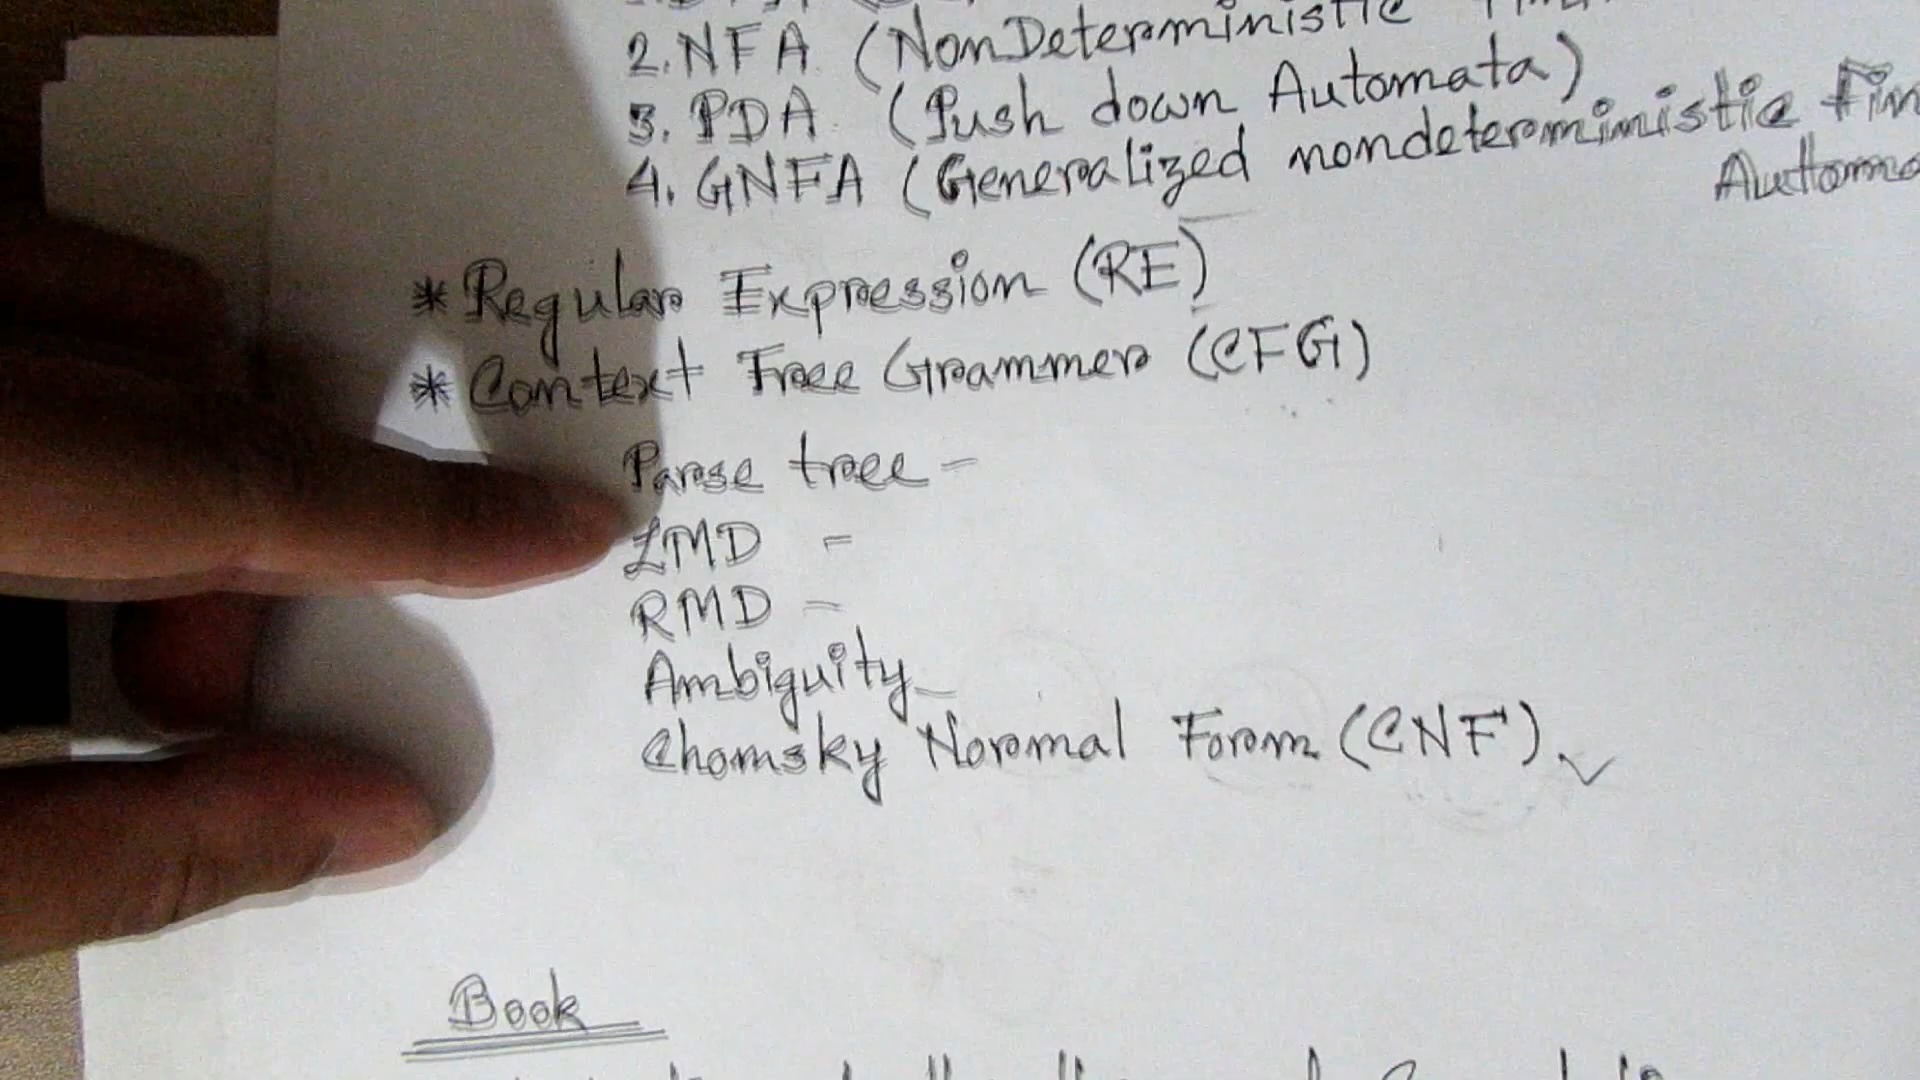 2. NFA (NonDeterministic
3. PDA (Push down Automata)
4. GNFA (Generalized nondeterministic Fin
Automa
* Regular Expression (RE)
* Context Free Grammer (CFG)
Parse tree -
LMD =
RMD -
Ambiguity -
Chomsky Normal Form (CNF). ✓
Book